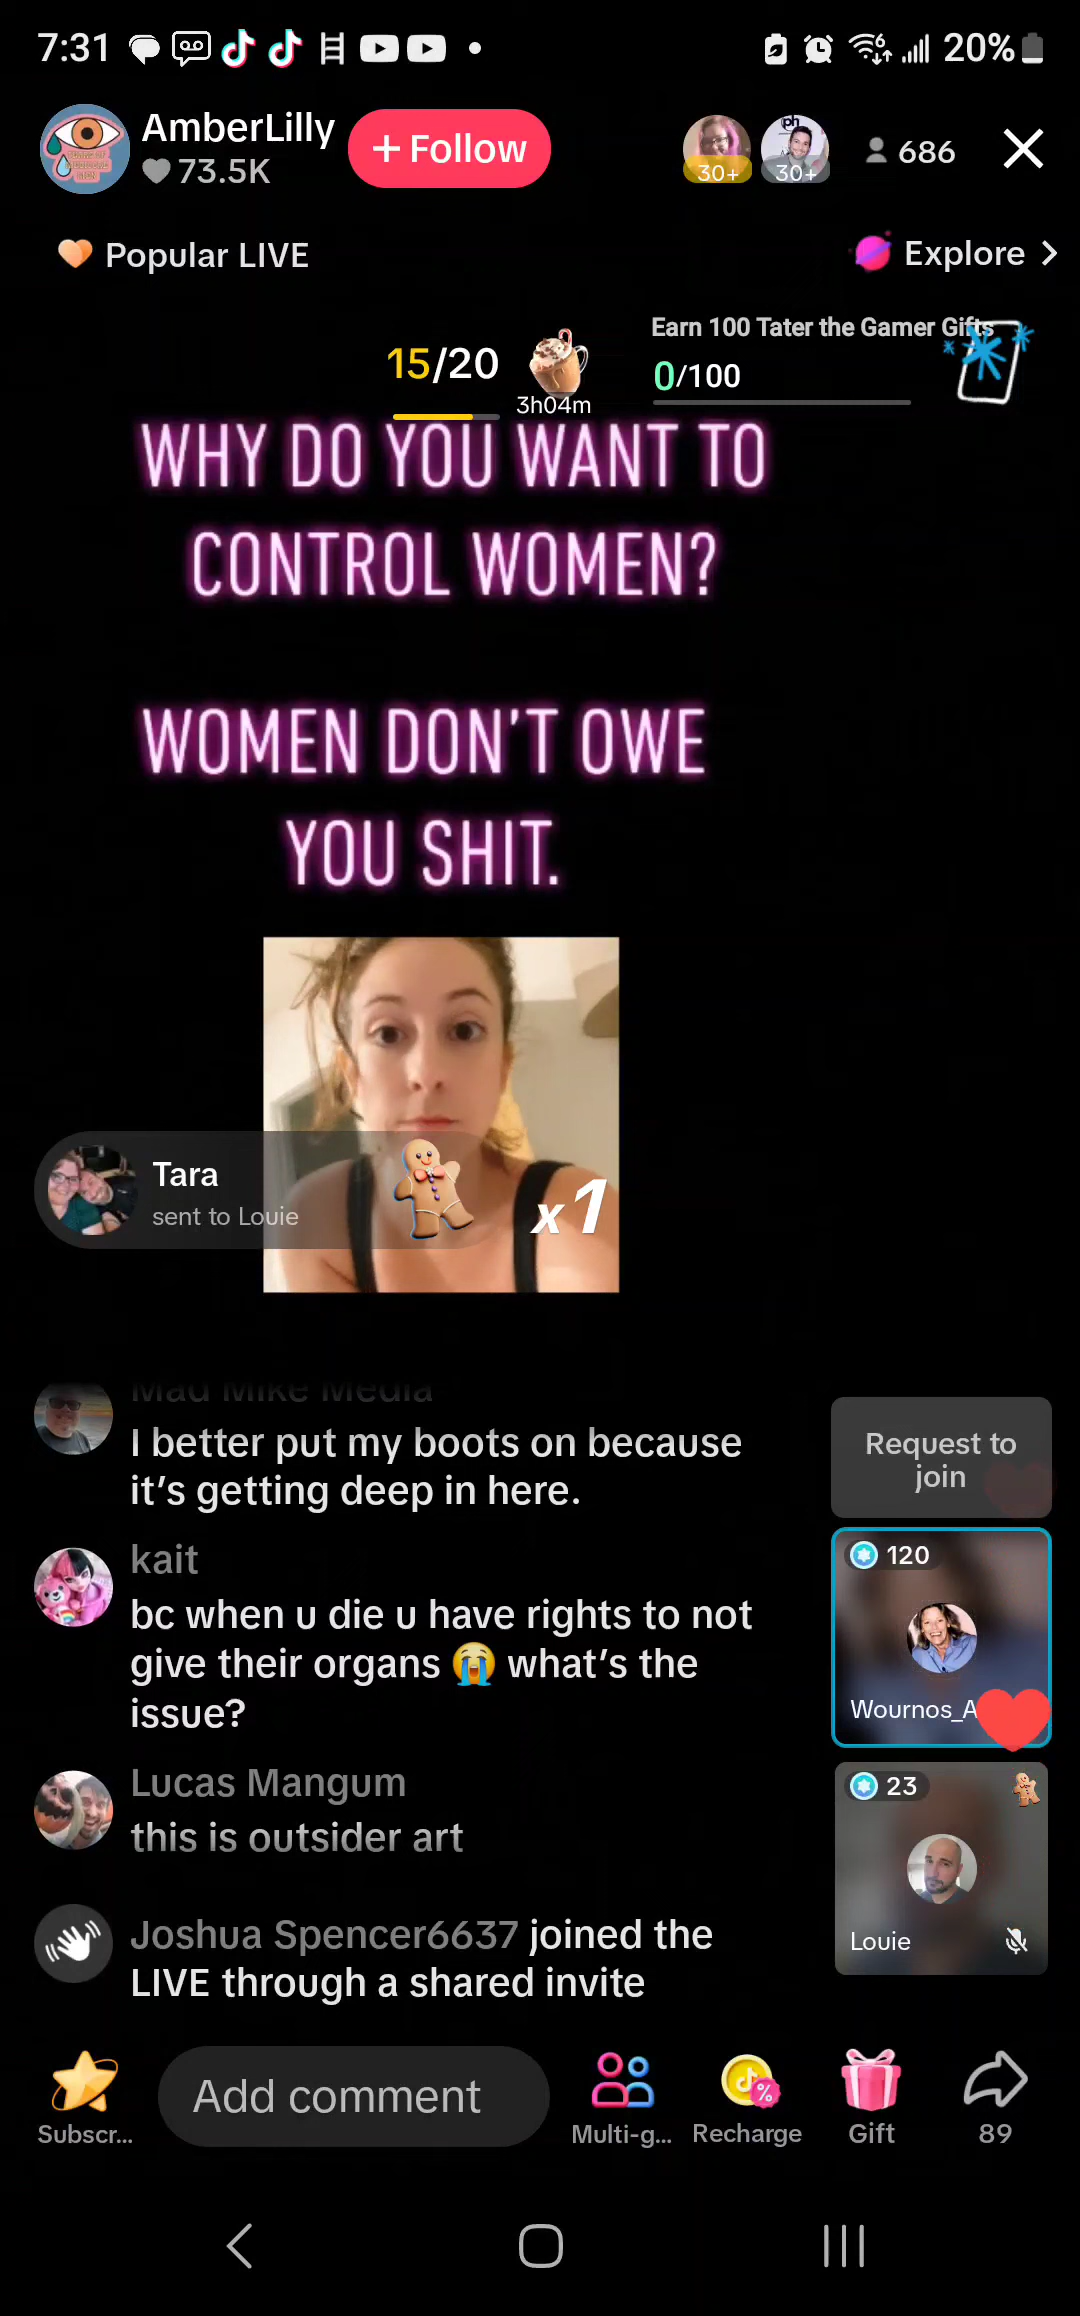 7:31
20%
AmberLilly
73.5K
+ Follow
30+
30+
686
Popular LIVE
Explore
15/20
3h04m
Earn 100 Tater the Gamer Gifts
0/100
WHY DO YOU WANT TO
CONTROL WOMEN?
WOMEN DON'T OWE
YOU SHIT.
Tara
sent to Louie
x1
Mad Mike Media
I better put my boots on because
it's getting deep in here.
kait
bc when u die u have rights to not
give their organs 😭 what's the
issue?
Lucas Mangum
this is outsider art
Joshua Spencer6637 joined the
LIVE through a shared invite
Request to
join
120
Wournos_A
23
Louie
Subscr...
Add comment
Multi-g...
Recharge
Gift
89